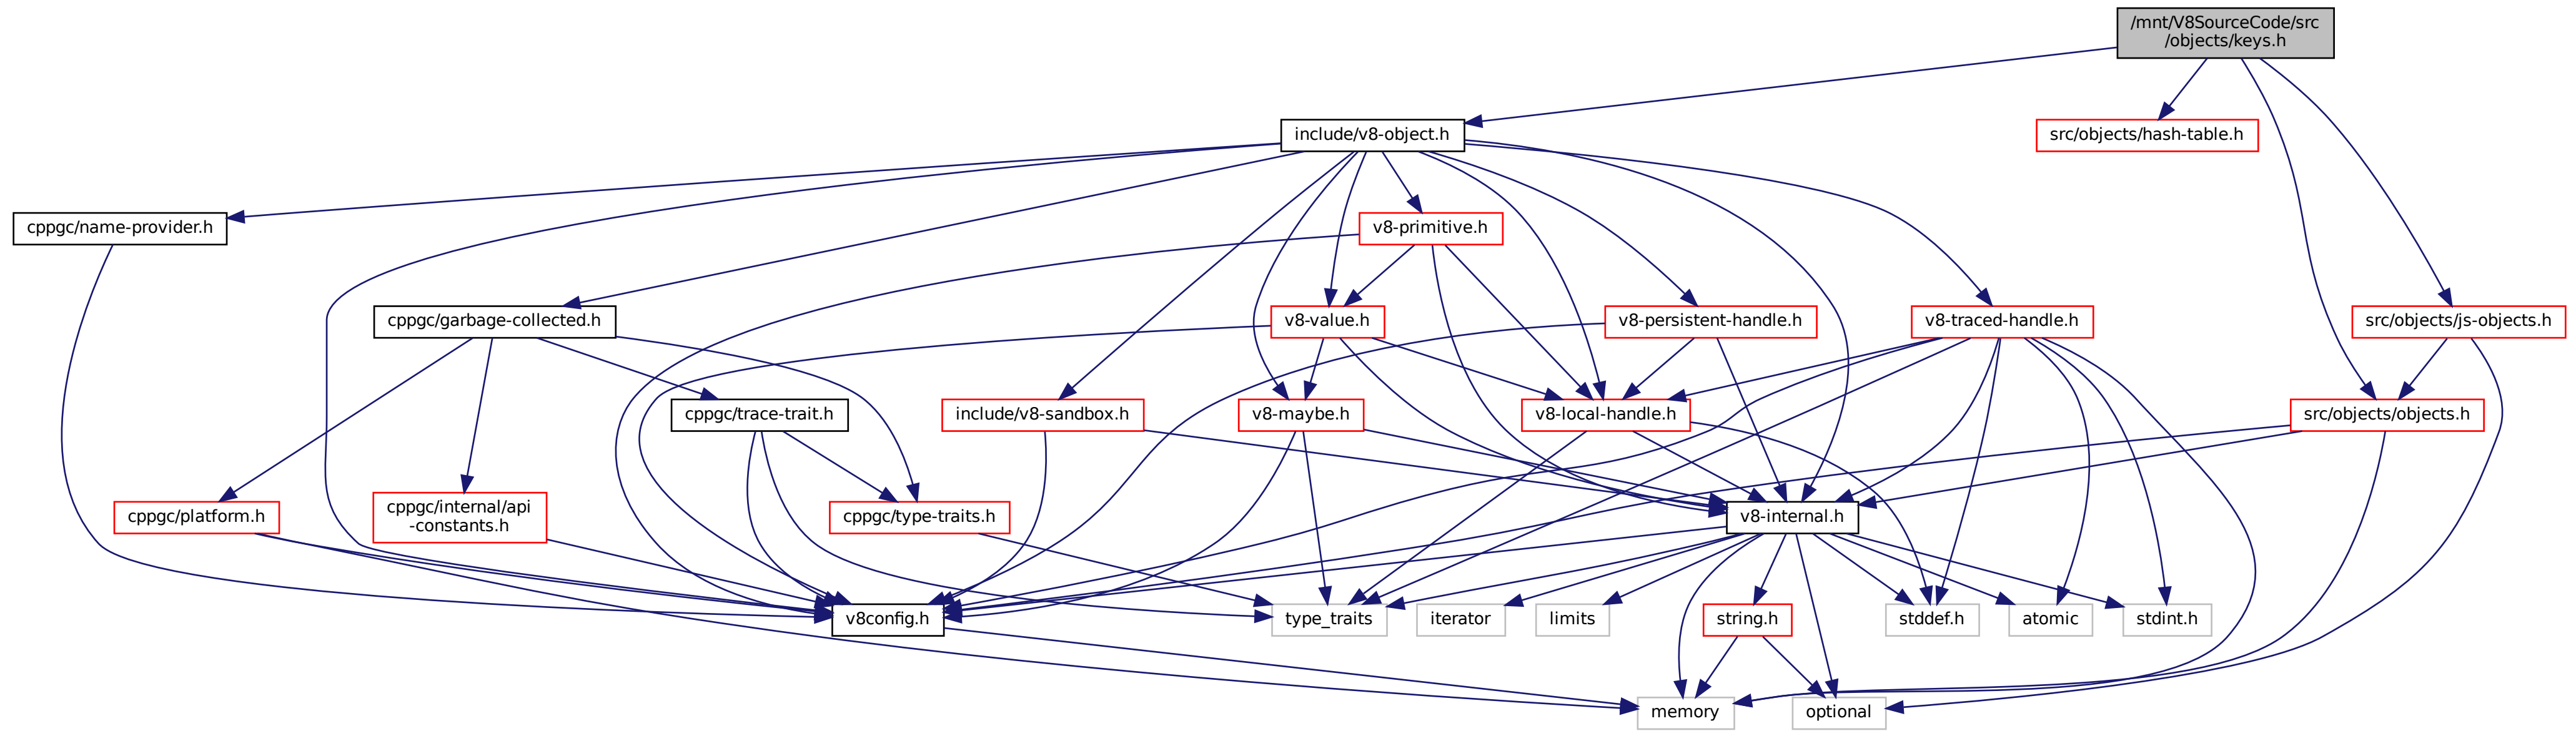 /mnt/V8SourceCode/src
/objects/keys.h
include/v8-object.h
src/objects/hash-table.h
cppgc/name-provider.h
v8-primitive.h
cppgc/garbage-collected.h
v8-value.h
v8-persistent-handle.h
v8-traced-handle.h
src/objects/js-objects.h
cppgc/trace-trait.h
include/v8-sandbox.h
v8-maybe.h
v8-local-handle.h
src/objects/objects.h
cppgc/platform.h
cppgc/internal/api
-constants.h
cppgc/type-traits.h
v8-internal.h
v8config.h
type_traits
iterator
limits
string.h
stddef.h
atomic
stdint.h
memory
optional